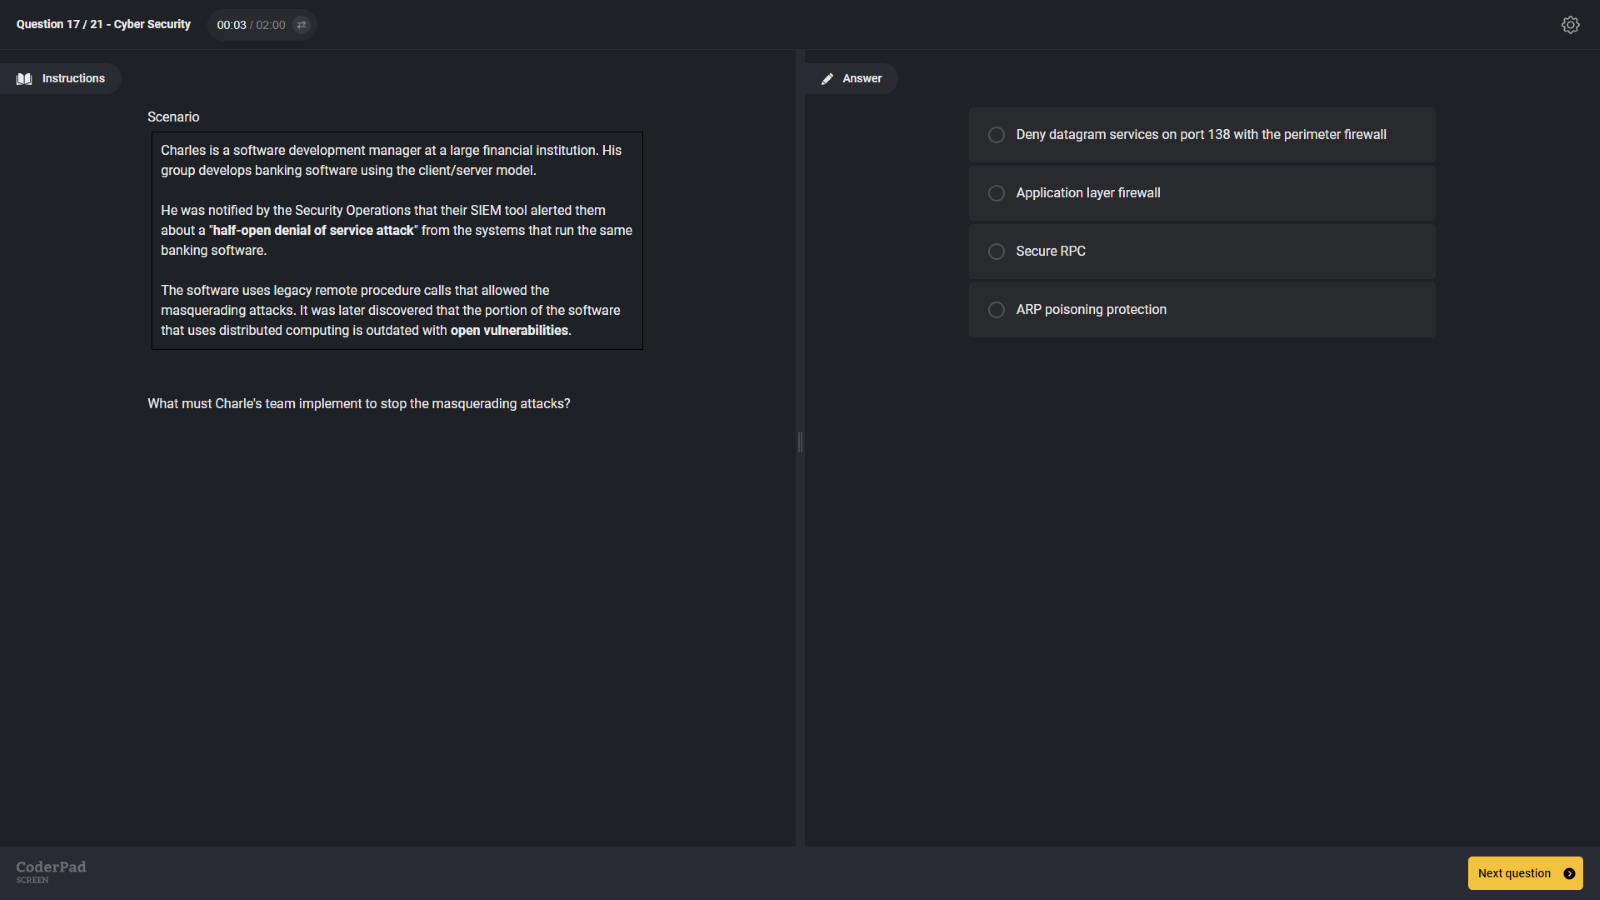 Question 17 / 21 - Cyber Security
00:03 / 02:00
Instructions
Scenario
Charles is a software development manager at a large financial institution. His
group develops banking software using the client/server model.
He was notified by the Security Operations that their SIEM tool alerted them
about a "half-open denial of service attack" from the systems that run the same
banking software.
The software uses legacy remote procedure calls that allowed the
masquerading attacks. It was later discovered that the portion of the software
that uses distributed computing is outdated with open vulnerabilities.
What must Charle's team implement to stop the masquerading attacks?
Answer
Deny datagram services on port 138 with the perimeter firewall
Application layer firewall
Secure RPC
ARP poisoning protection
CoderPad
SCREEN
Next question